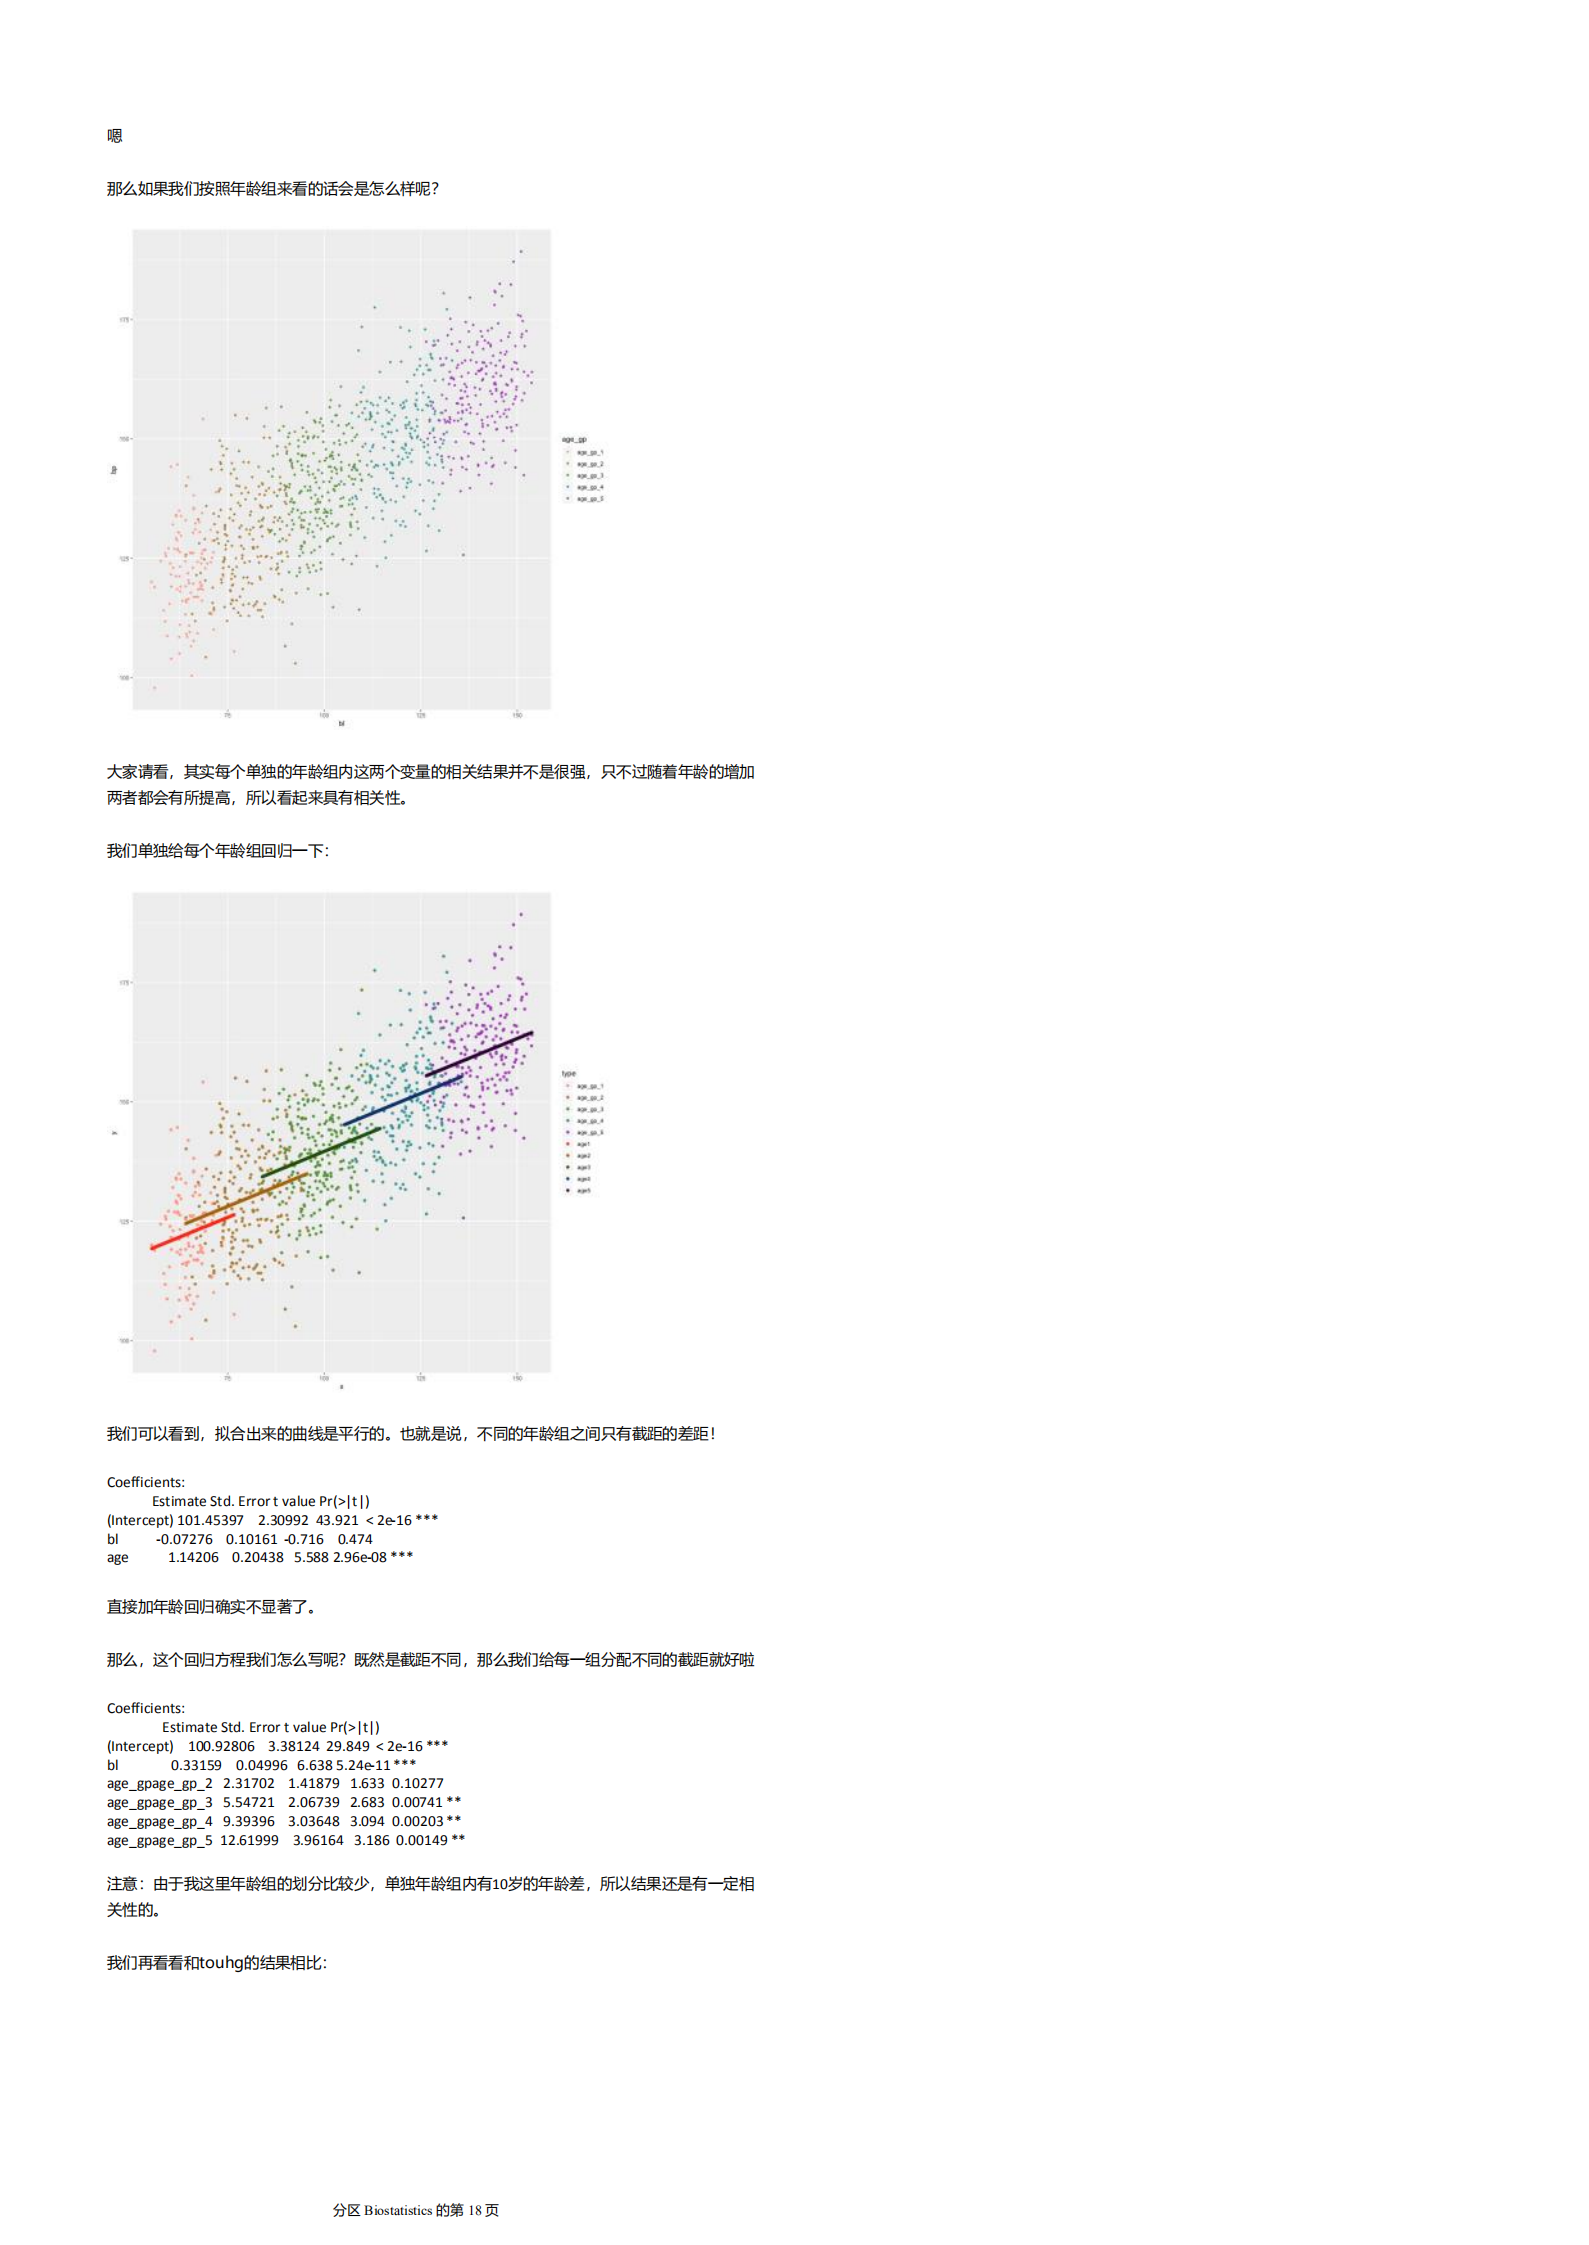 嗯
那么如果我们按照年龄组来看的话会是怎么样呢？
175
150
125
100
bp
75
100
125
150
bl
age_gp
age_gp_1
age_gp_2
age_gp_3
age_gp_4
age_gp_5
大家请看，其实每个单独的年龄组内这两个变量的相关结果并不是很强，只不过随着年龄的增加
两者都会有所提高，所以看起来具有相关性。
我们单独给每个年龄组回归一下：
175
150
125
100
y
75
100
125
150
x
type
age_gp_1
age_gp_2
age_gp_3
age_gp_4
age_gp_5
age1
age2
age3
age4
age5
我们可以看到，拟合出来的曲线是平行的。也就是说，不同的年龄组之间只有截距的差距！
Coefficients:
Estimate Std. Error t value Pr(>|t|)
(Intercept) 101.45397 2.30992 43.921 < 2e-16 ***
bl -0.07276 0.10161 -0.716 0.474
age 1.14206 0.20438 5.588 2.96e-08 ***
直接加年龄回归确实不显著了。
那么，这个回归方程我们怎么写呢？既然是截距不同，那么我们给每一组分配不同的截距就好啦
Coefficients:
Estimate Std. Error t value Pr(>|t|)
(Intercept) 100.92806 3.38124 29.849 < 2e-16 ***
bl 0.33159 0.04996 6.638 5.24e-11 ***
age_gpage_gp_2 2.31702 1.41879 1.633 0.10277
age_gpage_gp_3 5.54721 2.06739 2.683 0.00741 **
age_gpage_gp_4 9.39396 3.03648 3.094 0.00203 **
age_gpage_gp_5 12.61999 3.96164 3.186 0.00149 **
注意：由于我这里年龄组的划分比较少，单独年龄组内有10岁的年龄差，所以结果还是有一定相
关性的。
我们再看看和touhg的结果相比：
分区 Biostatistics 的第 18 页